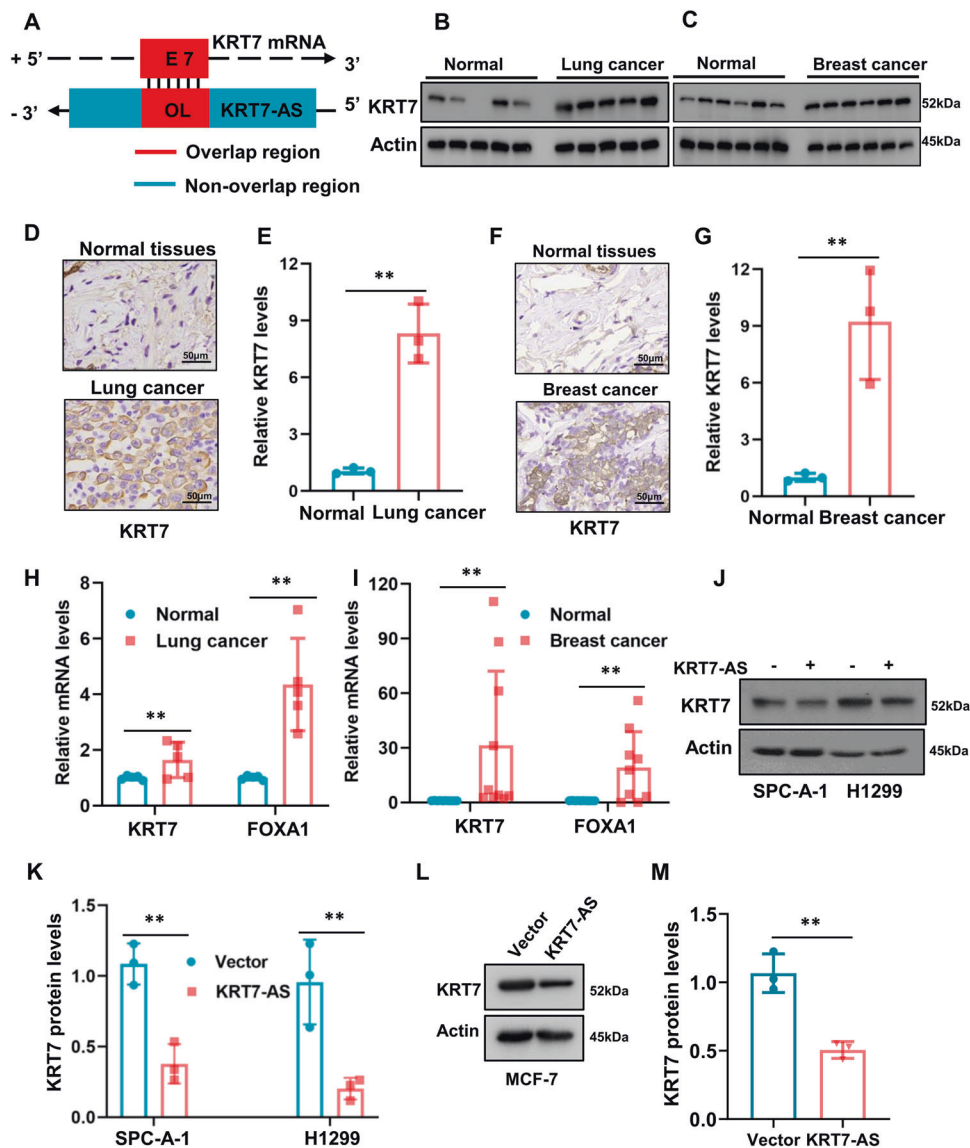 A
+ 5'
E 7
KRT7 mRNA
3'
- 3'
OL
KRT7-AS
5'
Overlap region
Non-overlap region
B
Normal
Lung cancer
C
Normal
Breast cancer
KRT7
52kDa
Actin
45kDa
D
Normal tissues
50μm
Lung cancer
50μm
KRT7
E
Relative KRT7 levels
12
9
6
3
0
**
Normal Lung cancer
F
Normal tissues
50μm
Breast cancer
50μm
KRT7
G
Relative KRT7 levels
12
9
6
3
0
**
Normal Breast cancer
H
Relative mRNA levels
8
6
4
2
0
Normal
Lung cancer
**
**
KRT7
FOXA1
I
Relative mRNA levels
120
90
60
30
0
**
Normal
Breast cancer
**
KRT7
FOXA1
J
KRT7-AS
- + - +
KRT7
52kDa
Actin
45kDa
SPC-A-1 H1299
K
KRT7 protein levels
1.5
1.0
0.5
0.0
**
**
Vector
KRT7-AS
SPC-A-1
H1299
L
Vector
KRT7-AS
KRT7
52kDa
Actin
45kDa
MCF-7
M
KRT7 protein levels
1.5
1.0
0.5
0.0
**
Vector KRT7-AS